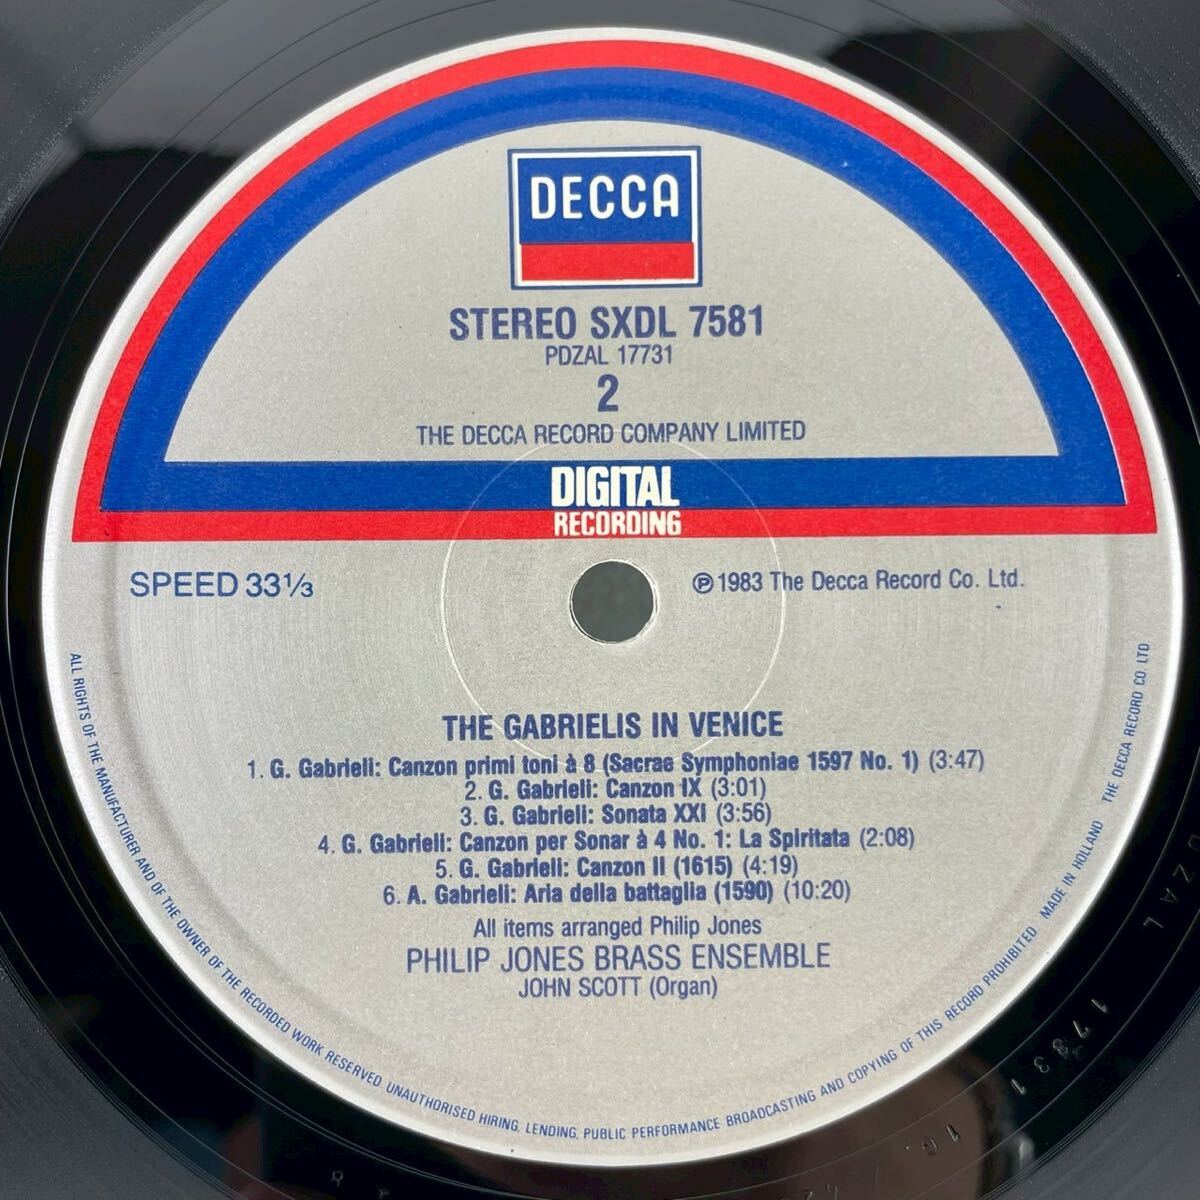 DECCA
STEREO SXDL 7581
PDZAL 17731
2
THE DECCA RECORD COMPANY LIMITED
DIGITAL
RECORDING
SPEED 33⅓
℗ 1983 The Decca Record Co. Ltd.
THE GABRIELIS IN VENICE
1. G. Gabrieli: Canzon primi toni à 8 (Sacrae Symphoniae 1597 No. 1) (3:47)
2. G. Gabrieli: Canzon IX (3:01)
3. G. Gabrieli: Sonata XXI (3:56)
4. G. Gabrieli: Canzon per Sonar à 4 No. 1: La Spiritata (2:08)
5. G. Gabrieli: Canzon II (1615) (4:19)
6. A. Gabrieli: Aria della battaglia (1590) (10:20)
All items arranged Philip Jones
PHILIP JONES BRASS ENSEMBLE
JOHN SCOTT (Organ)
ALL RIGHTS OF THE MANUFACTURER AND OF THE OWNER OF THE RECORDED WORK RESERVED UNAUTHORISED HIRING, LENDING, PUBLIC PERFORMANCE BROADCASTING AND COPYING OF THIS RECORD PROHIBITED MADE IN HOLLAND THE DECCA RECORD CO. LTD